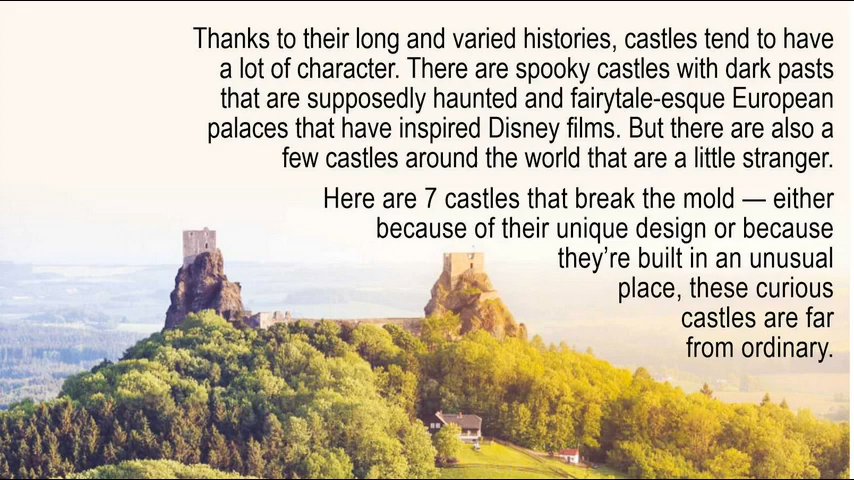 Thanks to their long and varied histories, castles tend to have
a lot of character. There are spooky castles with dark pasts
that are supposedly haunted and fairytale-esque European
palaces that have inspired Disney films. But there are also a
few castles around the world that are a little stranger.
Here are 7 castles that break the mold — either
because of their unique design or because
they’re built in an unusual
place, these curious
castles are far
from ordinary.